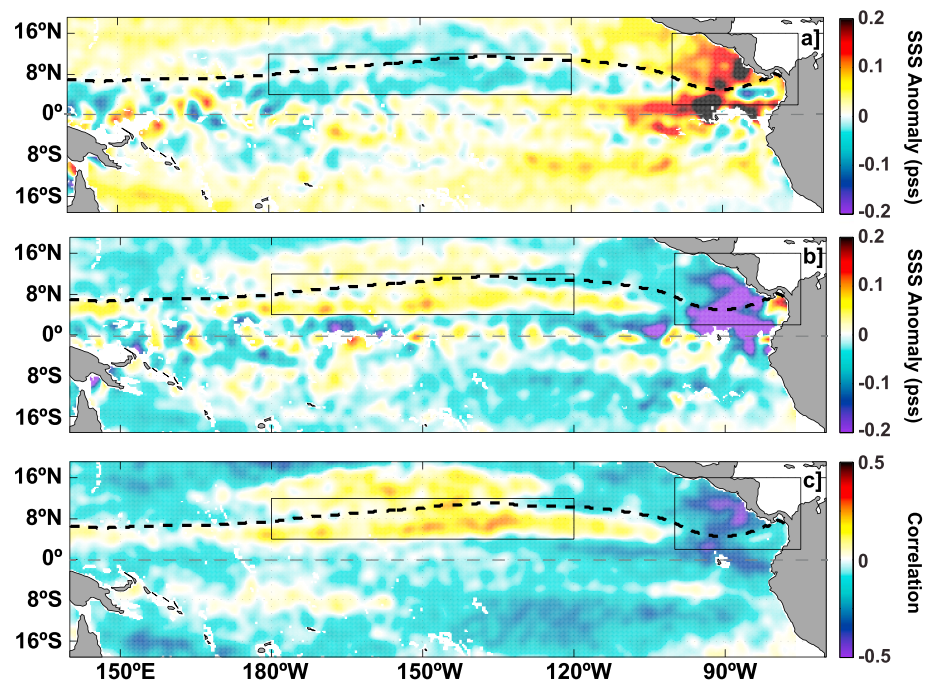 16ºN
8ºN
0º
8ºS
16ºS
a]
0.2
0.1
0
-0.1
-0.2
SSS Anomaly (pss)
16ºN
8ºN
0º
8ºS
16ºS
b]
0.2
0.1
0
-0.1
-0.2
SSS Anomaly (pss)
16ºN
8ºN
0º
8ºS
16ºS
c]
0.5
0
-0.5
Correlation
150ºE 180ºW 150ºW 120ºW 90ºW